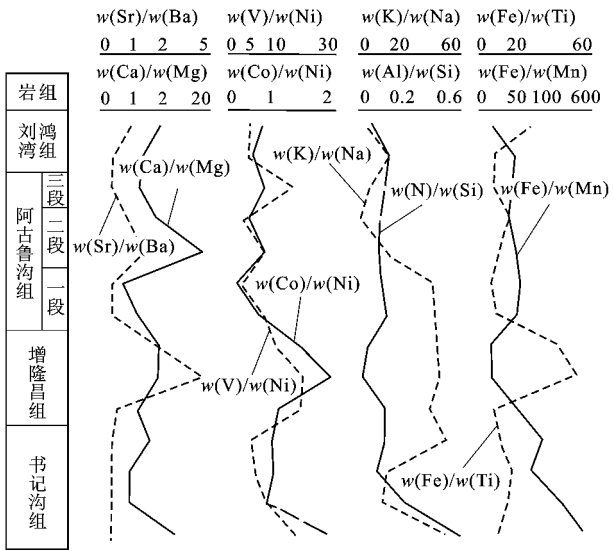 w(Sr)/w(Ba) w(V)/w(Ni) w(K)/w(Na) w(Fe)/w(Ti)
0 1 2 5 0 5 10 30 0 20 60 0 20 60
岩组 w(Ca)/w(Mg) w(Co)/w(Ni) w(Al)/w(Si) w(Fe)/w(Mn)
0 1 2 20 0 1 2 0 0.2 0.6 0 50 100 600
刘鸿湾组
阿古鲁沟组
三段
二段
一段
增隆昌组
书记沟组
w(K)/w(Na)
w(Ca)/w(Mg)
w(N)/w(Si)
w(Fe)/w(Mn)
w(Sr)/w(Ba)
w(Co)/w(Ni)
w(V)/w(Ni)
w(Fe)/w(Ti)